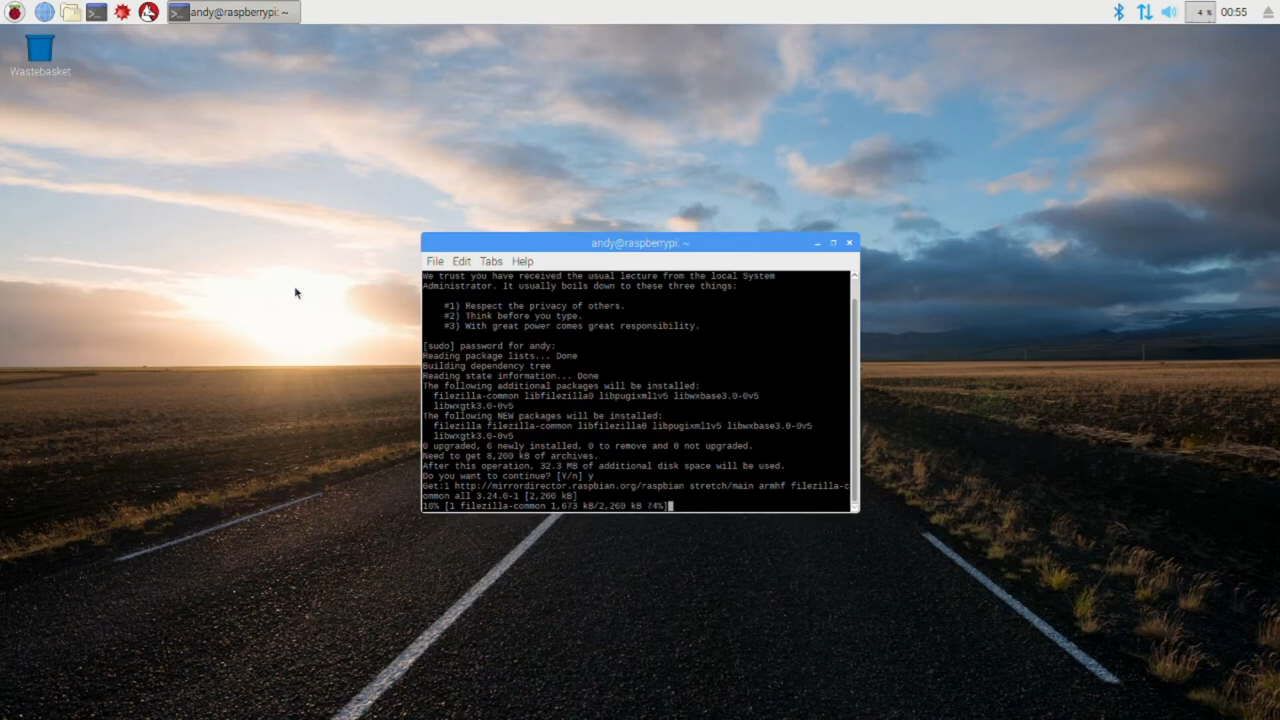 andy@raspberrypi: ~
4 %
00:55
Wastebasket
andy@raspberrypi: ~
File Edit Tabs Help
We trust you have received the usual lecture from the local System
Administrator. It usually boils down to these three things:
#1) Respect the privacy of others.
#2) Think before you type.
#3) With great power comes great responsibility.
[sudo] password for andy:
Reading package lists... Done
Building dependency tree
Reading state information... Done
The following additional packages will be installed:
filezilla-common libfilezilla0 libpugixml1v5 libwxbase3.0-0v5
libwxgtk3.0-0v5
The following NEW packages will be installed:
filezilla filezilla-common libfilezilla0 libpugixml1v5 libwxbase3.0-0v5
libwxgtk3.0-0v5
0 upgraded, 6 newly installed, 0 to remove and 0 not upgraded.
Need to get 8,200 kB of archives.
After this operation, 32.3 MB of additional disk space will be used.
Do you want to continue? [Y/n] y
Get:1 http://mirrordirector.raspbian.org/raspbian stretch/main armhf filezilla-c
ommon all 3.24.0-1 [2,260 kB]
18% [1 filezilla-common 1,673 kB/2,260 kB 74%]